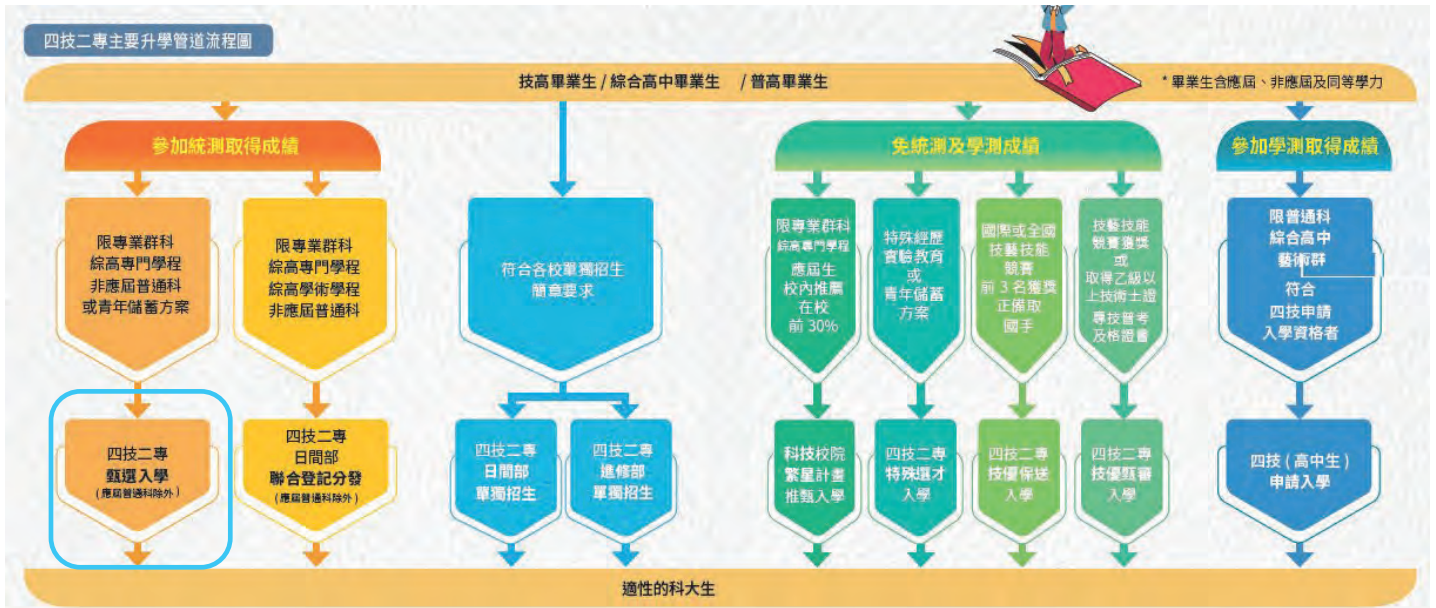 四技二專主要升學管道流程圖
技高畢業生 / 綜合高中畢業生 / 普高畢業生
* 畢業生含應屆、非應屆及同等學力
參加統測取得成績
免統測及學測成績
參加學測取得成績
限專業群科
綜高專門學程
非應屆普通科
或青年儲蓄方案
限專業群科
綜高專門學程
綜高學術學程
非應屆普通科
符合各校單獨招生
簡章要求
限專業群科
綜高專門學程
應屆生
校內推薦
在校
前 30%
特殊經歷
實驗教育
或
青年儲蓄
方案
國際或全國
技藝技能
競賽
前 3 名獲獎
正備取
國手
技藝技能
競賽獲獎
或
取得乙級以
上技術士證
專技普考
及格證書
限普通科
綜合高中
藝術群
符合
四技申請
入學資格者
四技二專
甄選入學
(應屆普通科除外)
四技二專
日間部
聯合登記分發
(應屆普通科除外)
四技二專
日間部
單獨招生
四技二專
進修部
單獨招生
科技校院
繁星計畫
推甄入學
四技二專
特殊選才
入學
四技二專
技優保送
入學
四技二專
技優甄審
入學
四技 ( 高中生 )
申請入學
適性的科大生